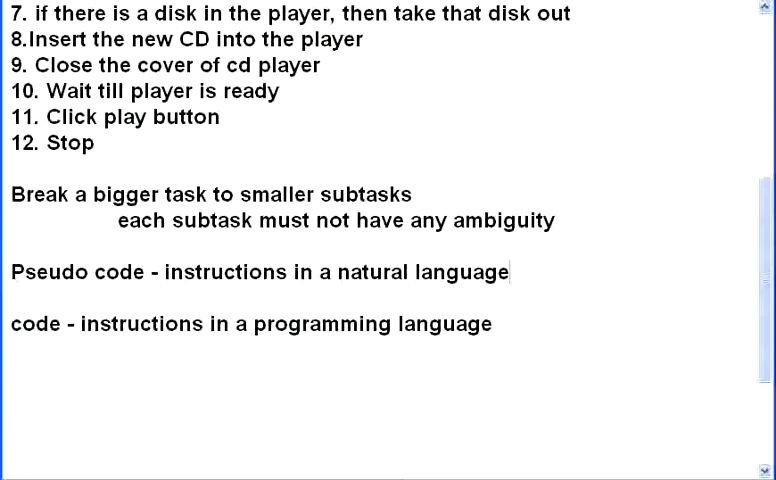 7. if there is a disk in the player, then take that disk out
8.Insert the new CD into the player
9. Close the cover of cd player
10. Wait till player is ready
11. Click play button
12. Stop
Break a bigger task to smaller subtasks
each subtask must not have any ambiguity
Pseudo code - instructions in a natural language
code - instructions in a programming language